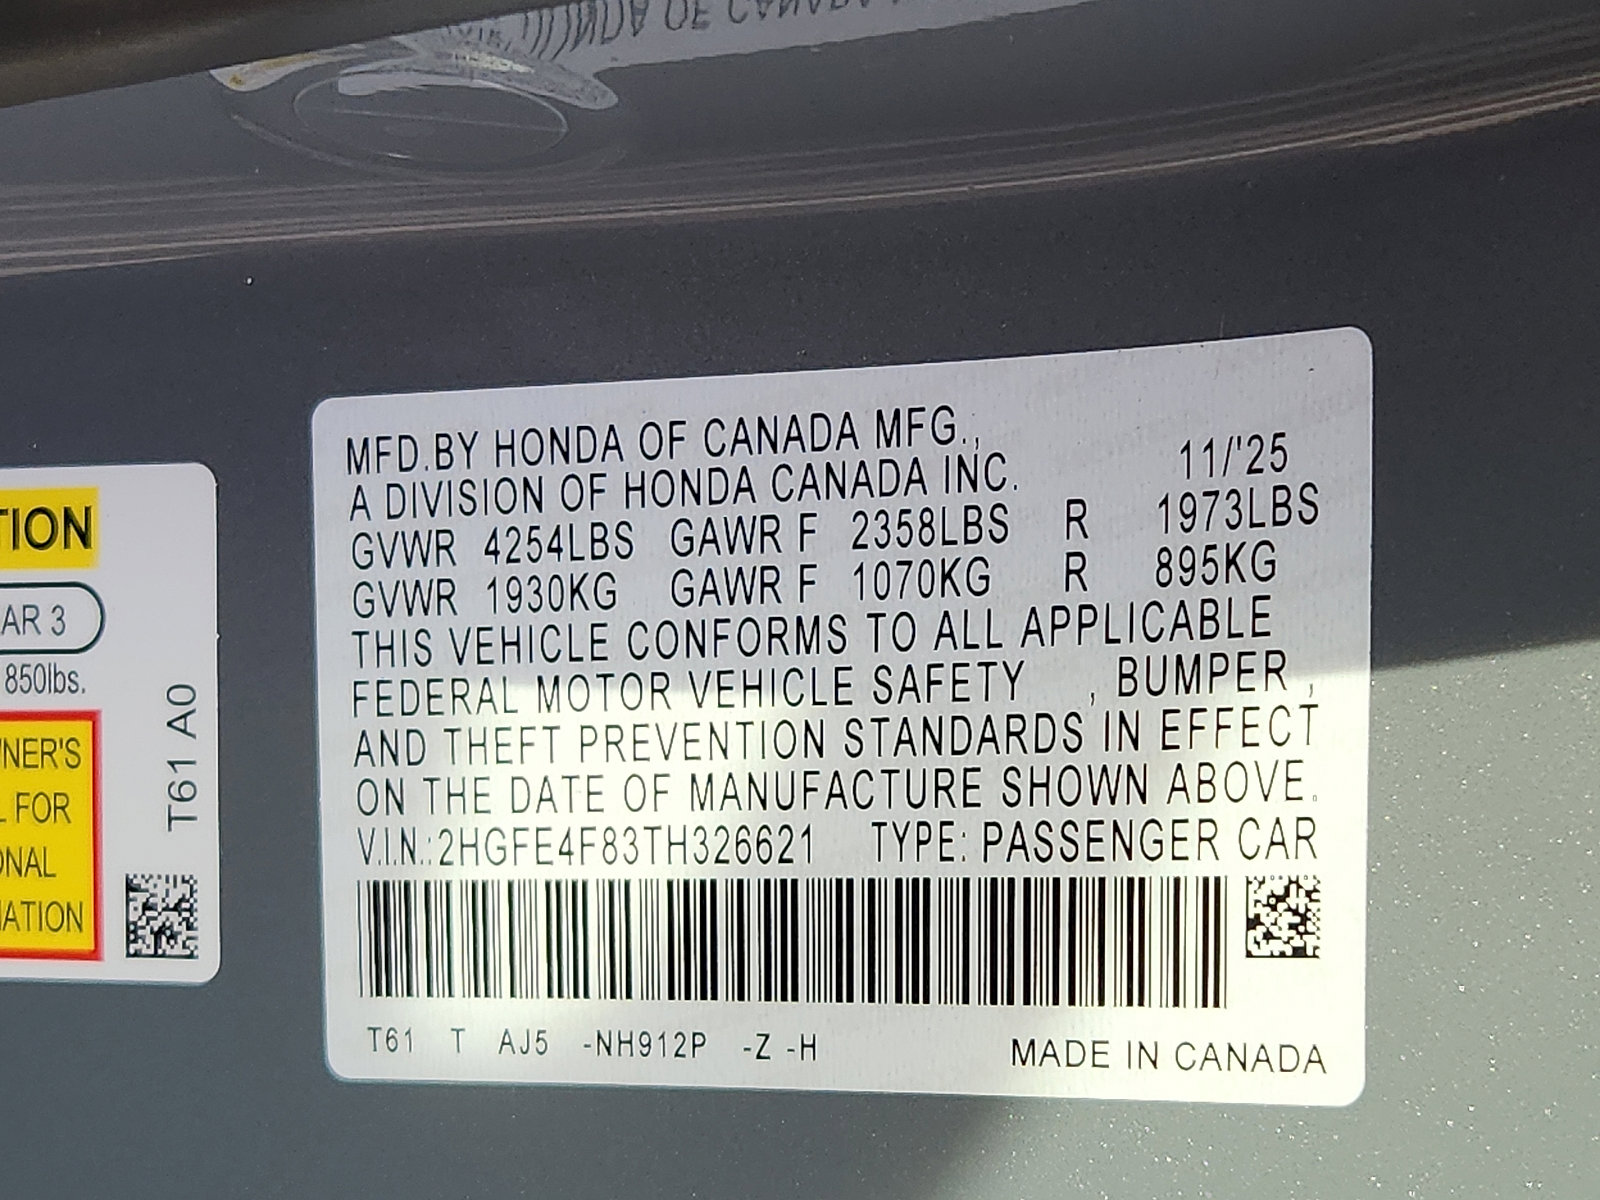 MFD.BY HONDA OF CANADA MFG.,
A DIVISION OF HONDA CANADA INC. 11/'25
GVWR 4254LBS GAWR F 2358LBS R 1973LBS
GVWR 1930KG GAWR F 1070KG R 895KG
THIS VEHICLE CONFORMS TO ALL APPLICABLE
FEDERAL MOTOR VEHICLE SAFETY , BUMPER ,
AND THEFT PREVENTION STANDARDS IN EFFECT
ON THE DATE OF MANUFACTURE SHOWN ABOVE.
V.I.N.:2HGFE4F83TH326621 TYPE: PASSENGER CAR
T61 T AJ5 -NH912P -Z -H MADE IN CANADA
TION
AR 3
850lbs.
NER'S
FOR
ONAL
ATION
T61 A0